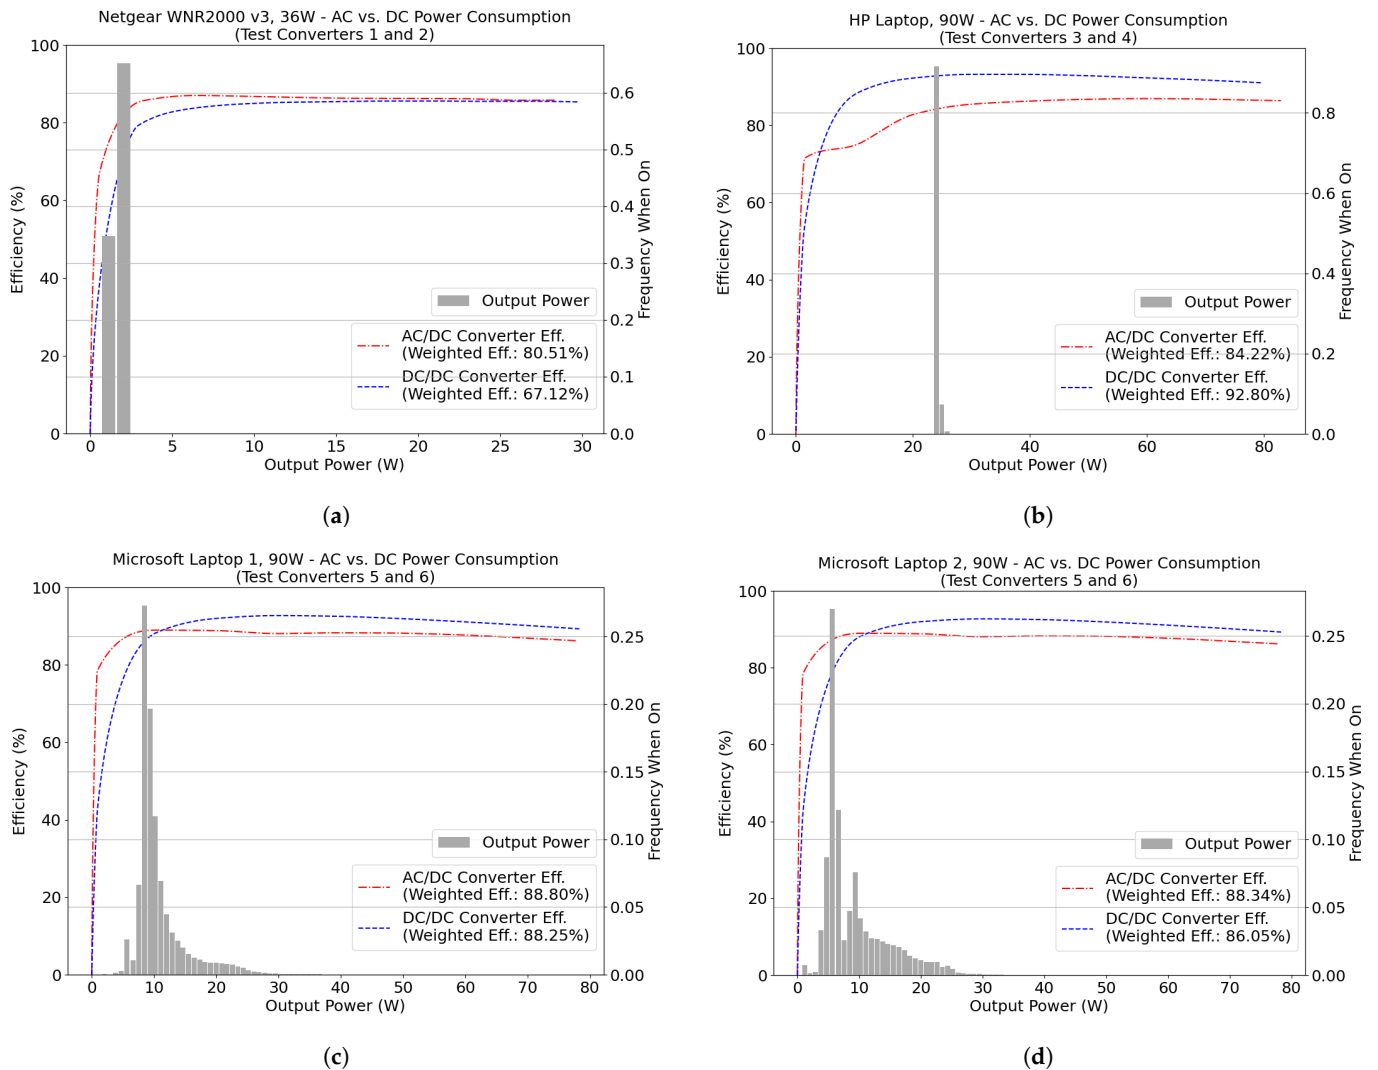 Netgear WNR2000 v3, 36W - AC vs. DC Power Consumption
(Test Converters 1 and 2)
100
80
60
40
20
0
Efficiency (%)
0.6
0.5
0.4
0.3
0.2
0.1
0.0
Frequency When On
Output Power
AC/DC Converter Eff.
(Weighted Eff.: 80.51%)
DC/DC Converter Eff.
(Weighted Eff.: 67.12%)
0 5 10 15 20 25 30
Output Power (W)
(a)
HP Laptop, 90W - AC vs. DC Power Consumption
(Test Converters 3 and 4)
100
80
60
40
20
0
Efficiency (%)
0.8
0.6
0.4
0.2
0.0
Frequency When On
Output Power
AC/DC Converter Eff.
(Weighted Eff.: 84.22%)
DC/DC Converter Eff.
(Weighted Eff.: 92.80%)
0 20 40 60 80
Output Power (W)
(b)
Microsoft Laptop 1, 90W - AC vs. DC Power Consumption
(Test Converters 5 and 6)
100
80
60
40
20
0
Efficiency (%)
0.25
0.20
0.15
0.10
0.05
0.00
Frequency When On
Output Power
AC/DC Converter Eff.
(Weighted Eff.: 88.80%)
DC/DC Converter Eff.
(Weighted Eff.: 88.25%)
0 10 20 30 40 50 60 70 80
Output Power (W)
(c)
Microsoft Laptop 2, 90W - AC vs. DC Power Consumption
(Test Converters 5 and 6)
100
80
60
40
20
0
Efficiency (%)
0.25
0.20
0.15
0.10
0.05
0.00
Frequency When On
Output Power
AC/DC Converter Eff.
(Weighted Eff.: 88.34%)
DC/DC Converter Eff.
(Weighted Eff.: 86.05%)
0 10 20 30 40 50 60 70 80
Output Power (W)
(d)